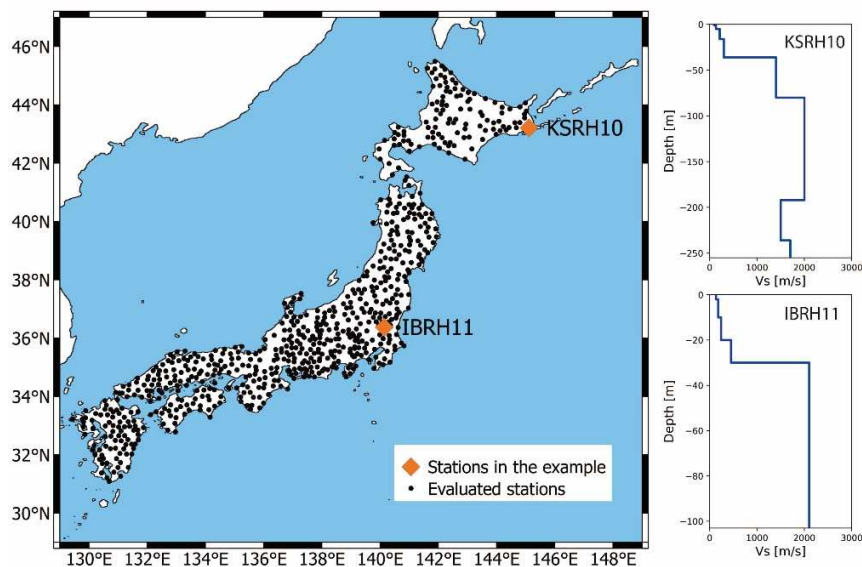 46°N
44°N
42°N
40°N
38°N
36°N
34°N
32°N
30°N
130°E 132°E 134°E 136°E 138°E 140°E 142°E 144°E 146°E 148°E
KSRH10
IBRH11
Stations in the example
Evaluated stations
KSRH10
0
−50
−100
−150
−200
−250
Depth [m]
0 1000 2000 3000
Vs [m/s]
IBRH11
0
−20
−40
−60
−80
−100
Depth [m]
0 1000 2000 3000
Vs [m/s]